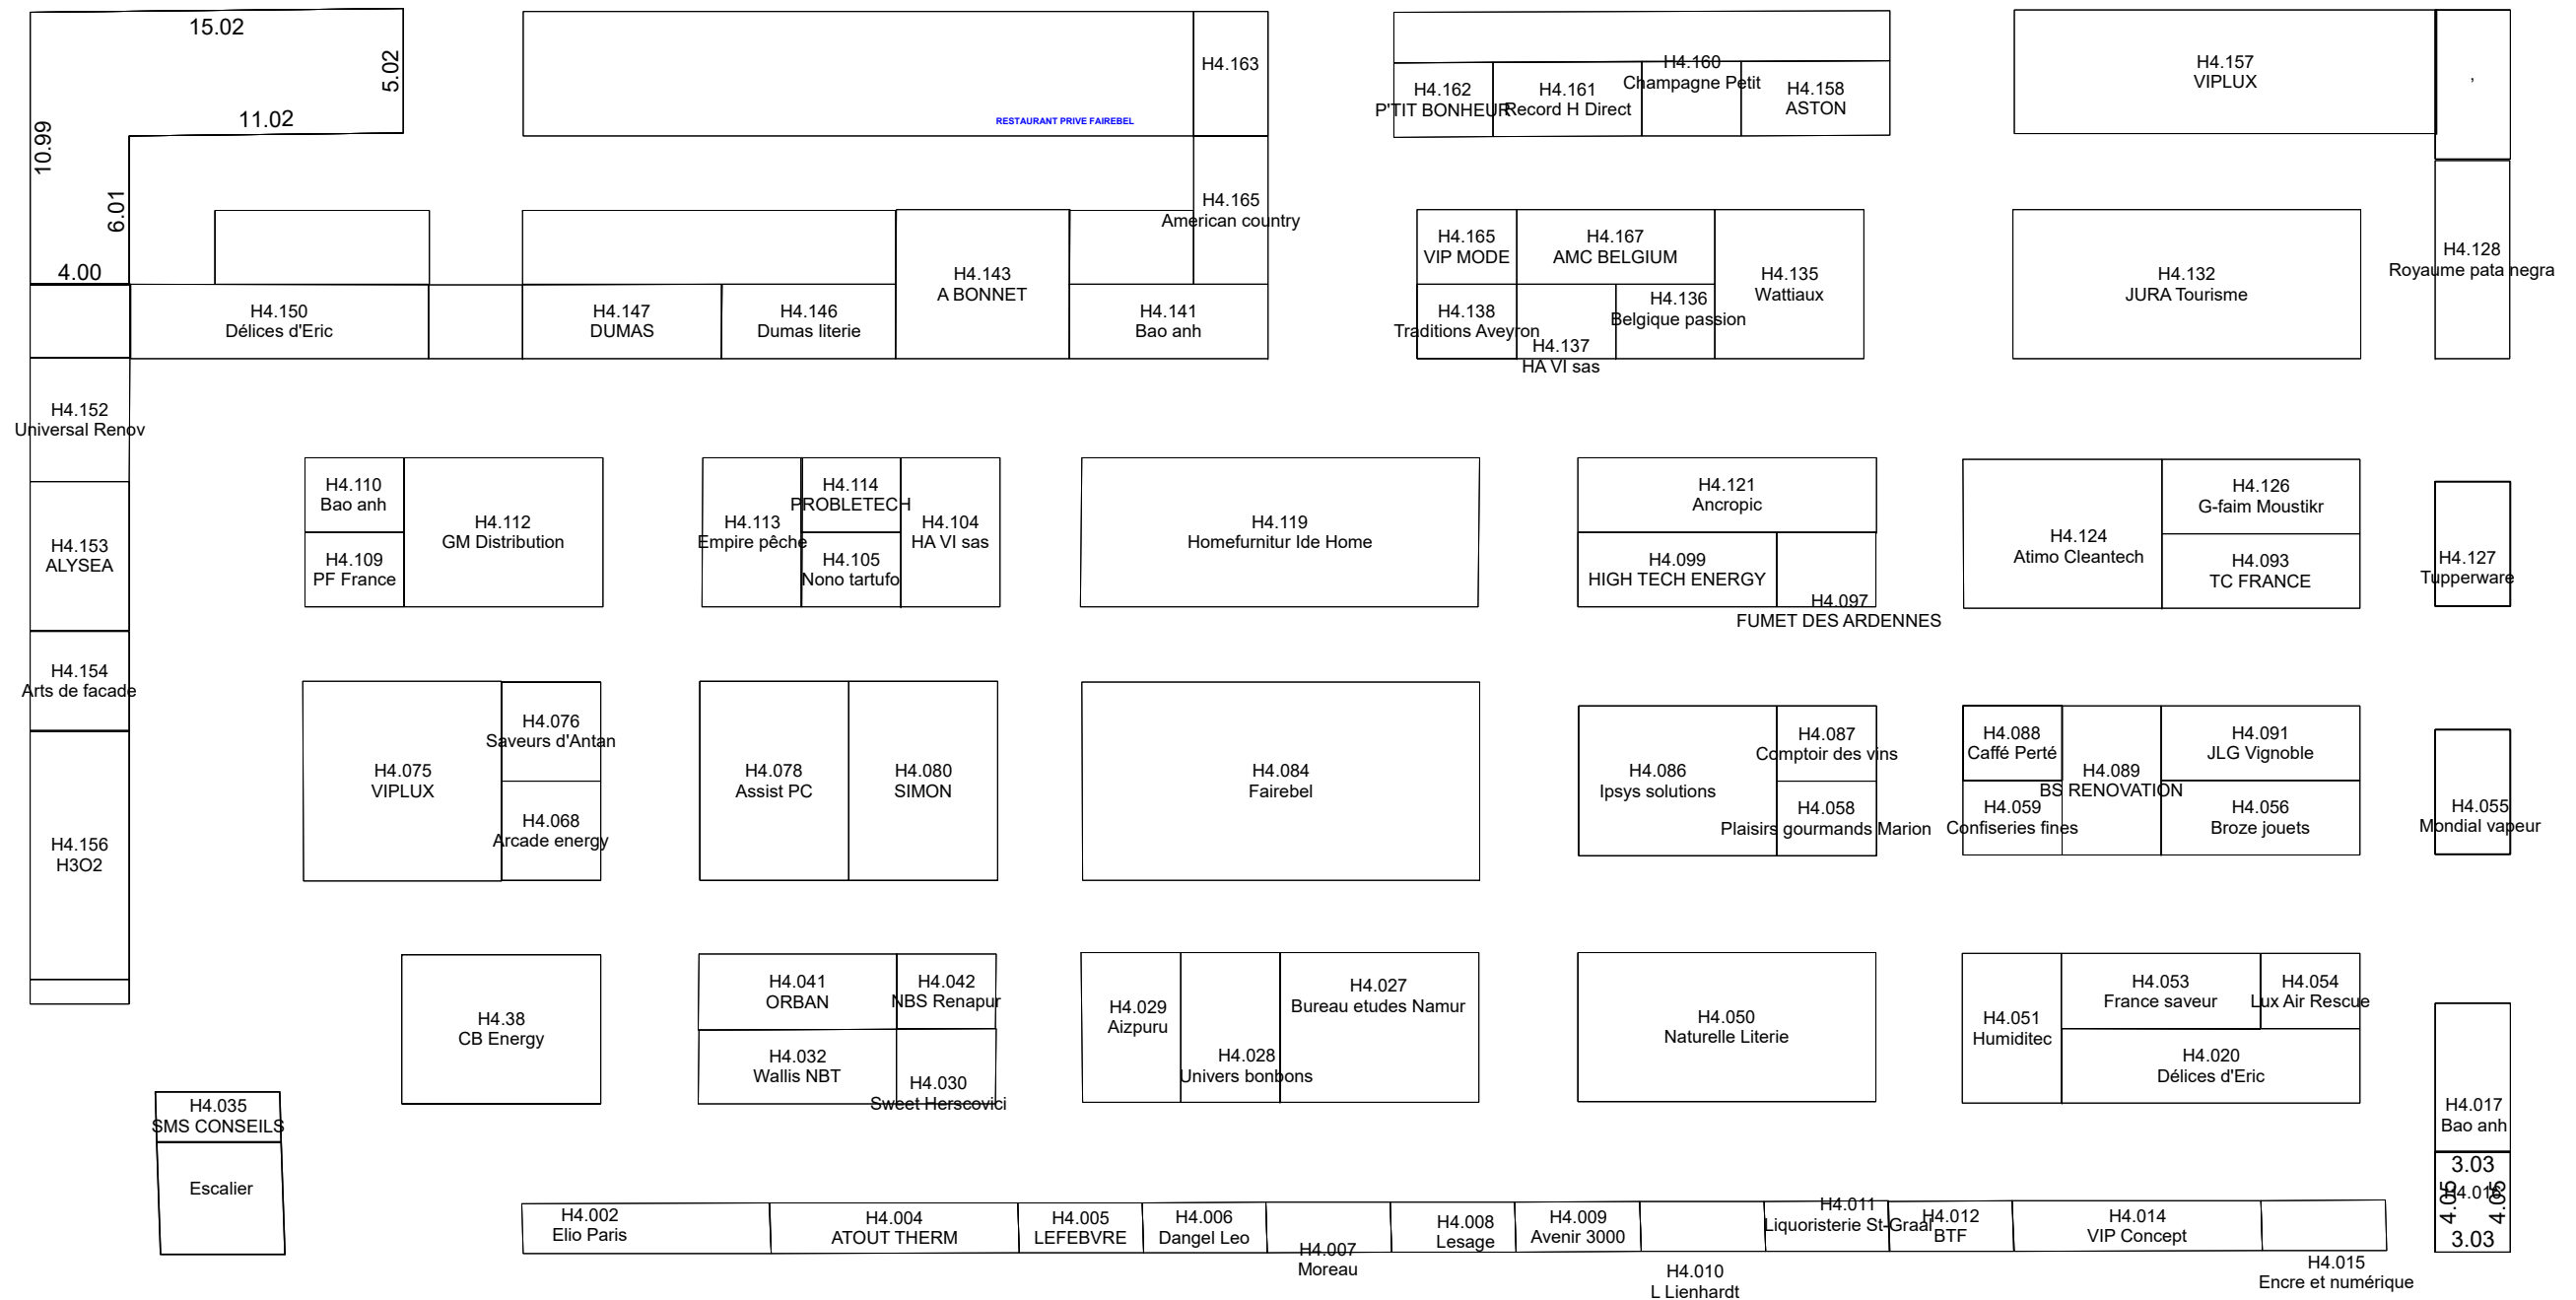 15.02
5.02
11.02
10.99
6.01
4.00
H4.163
RESTAURANT PRIVE FAIREBEL
H4.165
American country
H4.162
P'TIT BONHEUR
H4.161
Record H Direct
H4.160
Champagne Petit
H4.158
ASTON
H4.157
VIPLUX
,
H4.150
Délices d'Eric
H4.147
DUMAS
H4.146
Dumas literie
H4.143
A BONNET
H4.141
Bao anh
H4.165
VIP MODE
H4.167
AMC BELGIUM
H4.138
Traditions Aveyron
H4.137
HA VI sas
H4.136
Belgique passion
H4.135
Wattiaux
H4.132
JURA Tourisme
H4.128
Royaume pata negra
H4.152
Universal Renov
H4.153
ALYSEA
H4.154
Arts de facade
H4.156
H3O2
H4.110
Bao anh
H4.109
PF France
H4.112
GM Distribution
H4.113
Empire pêche
H4.114
PROBLETECH
H4.105
Nono tartufo
H4.104
HA VI sas
H4.119
Homefurnitur Ide Home
H4.121
Ancropic
H4.099
HIGH TECH ENERGY
H4.097
FUMET DES ARDENNES
H4.124
Atimo Cleantech
H4.126
G-faim Moustikr
H4.093
TC FRANCE
H4.127
Tupperware
H4.075
VIPLUX
H4.076
Saveurs d'Antan
H4.068
Arcade energy
H4.078
Assist PC
H4.080
SIMON
H4.084
Fairebel
H4.086
Ipsys solutions
H4.087
Comptoir des vins
H4.058
Plaisirs gourmands Marion
H4.088
Caffé Perté
H4.059
Confiseries fines
H4.089
BS RENOVATION
H4.091
JLG Vignoble
H4.056
Broze jouets
H4.055
Mondial vapeur
H4.38
CB Energy
H4.041
ORBAN
H4.042
NBS Renapur
H4.032
Wallis NBT
H4.030
Sweet Herscovici
H4.029
Aizpuru
H4.028
Univers bonbons
H4.027
Bureau etudes Namur
H4.050
Naturelle Literie
H4.051
Humiditec
H4.053
France saveur
H4.054
Lux Air Rescue
H4.020
Délices d'Eric
H4.017
Bao anh
3.03
4.05
H4.016
4.05
3.03
H4.035
SMS CONSEILS
Escalier
H4.002
Elio Paris
H4.004
ATOUT THERM
H4.005
LEFEBVRE
H4.006
Dangel Leo
H4.007
Moreau
H4.008
Lesage
H4.009
Avenir 3000
H4.010
L Lienhardt
H4.011
Liquoristerie St-Graal
H4.012
BTF
H4.014
VIP Concept
H4.015
Encre et numérique